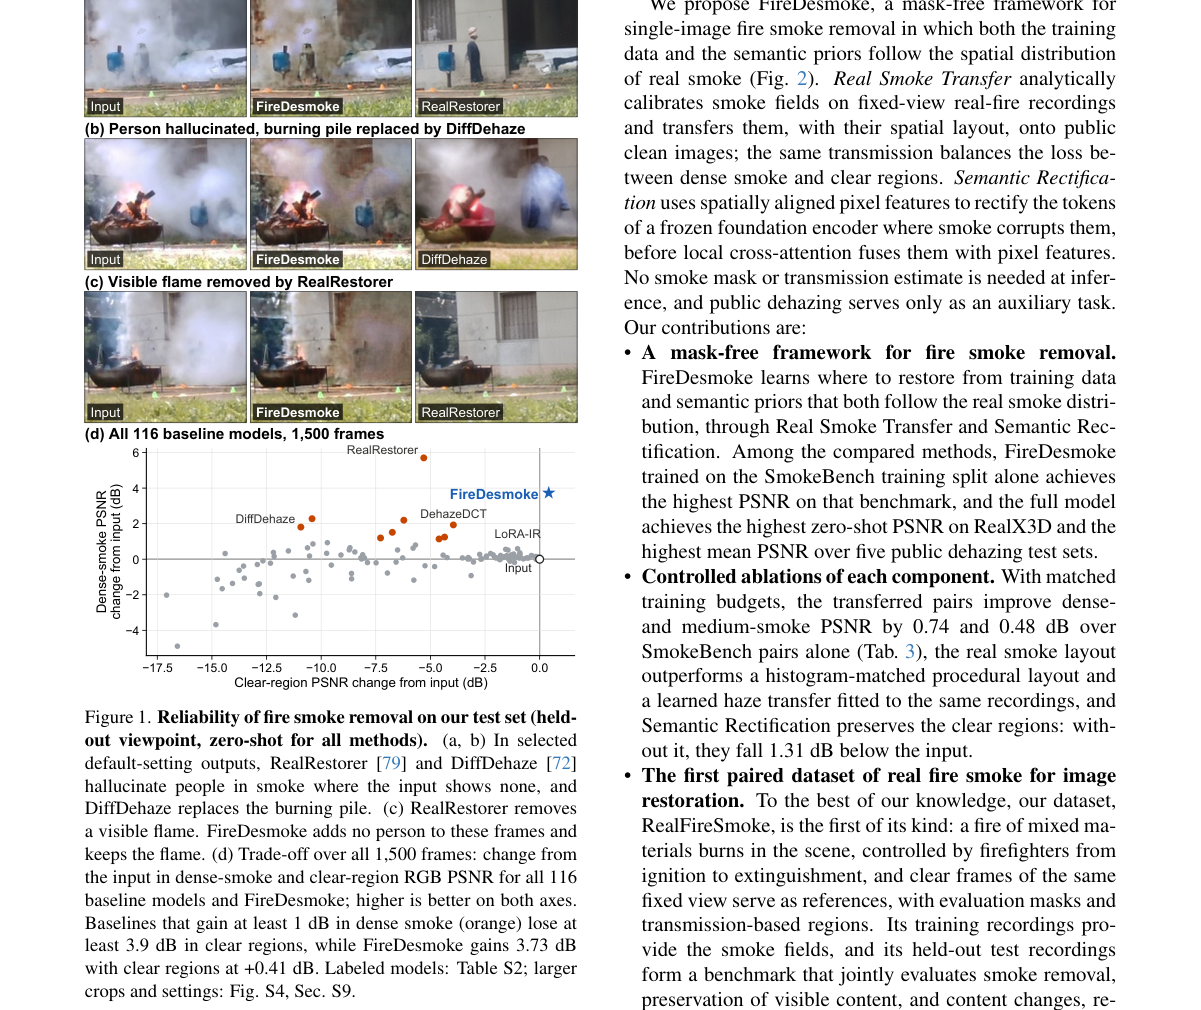 Input
FireDesmoke
RealRestorer
(b) Person hallucinated, burning pile replaced by DiffDehaze
Input
FireDesmoke
DiffDehaze
(c) Visible flame removed by RealRestorer
Input
FireDesmoke
RealRestorer
(d) All 116 baseline models, 1,500 frames
RealRestorer
FireDesmoke
DiffDehaze
DehazeDCT
LoRA-IR
Input
6
4
2
0
−2
−4
Dense-smoke PSNR
change from input (dB)
−17.5 −15.0 −12.5 −10.0 −7.5 −5.0 −2.5 0.0
Clear-region PSNR change from input (dB)
Figure 1. Reliability of fire smoke removal on our test set (held-
out viewpoint, zero-shot for all methods). (a, b) In selected
default-setting outputs, RealRestorer [79] and DiffDehaze [72]
hallucinate people in smoke where the input shows none, and
DiffDehaze replaces the burning pile. (c) RealRestorer removes
a visible flame. FireDesmoke adds no person to these frames and
keeps the flame. (d) Trade-off over all 1,500 frames: change from
the input in dense-smoke and clear-region RGB PSNR for all 116
baseline models and FireDesmoke; higher is better on both axes.
Baselines that gain at least 1 dB in dense smoke (orange) lose at
least 3.9 dB in clear regions, while FireDesmoke gains 3.73 dB
with clear regions at +0.41 dB. Labeled models: Table S2; larger
crops and settings: Fig. S4, Sec. S9.
We propose FireDesmoke, a mask-free framework for
single-image fire smoke removal in which both the training
data and the semantic priors follow the spatial distribution
of real smoke (Fig. 2). Real Smoke Transfer analytically
calibrates smoke fields on fixed-view real-fire recordings
and transfers them, with their spatial layout, onto public
clean images; the same transmission balances the loss be-
tween dense smoke and clear regions. Semantic Rectifica-
tion uses spatially aligned pixel features to rectify the tokens
of a frozen foundation encoder where smoke corrupts them,
before local cross-attention fuses them with pixel features.
No smoke mask or transmission estimate is needed at infer-
ence, and public dehazing serves only as an auxiliary task.
Our contributions are:
• A mask-free framework for fire smoke removal.
FireDesmoke learns where to restore from training data
and semantic priors that both follow the real smoke distri-
bution, through Real Smoke Transfer and Semantic Rec-
tification. Among the compared methods, FireDesmoke
trained on the SmokeBench training split alone achieves
the highest PSNR on that benchmark, and the full model
achieves the highest zero-shot PSNR on RealX3D and the
highest mean PSNR over five public dehazing test sets.
• Controlled ablations of each component. With matched
training budgets, the transferred pairs improve dense-
and medium-smoke PSNR by 0.74 and 0.48 dB over
SmokeBench pairs alone (Tab. 3), the real smoke layout
outperforms a histogram-matched procedural layout and
a learned haze transfer fitted to the same recordings, and
Semantic Rectification preserves the clear regions: with-
out it, they fall 1.31 dB below the input.
• The first paired dataset of real fire smoke for image
restoration. To the best of our knowledge, our dataset,
RealFireSmoke, is the first of its kind: a fire of mixed ma-
terials burns in the scene, controlled by firefighters from
ignition to extinguishment, and clear frames of the same
fixed view serve as references, with evaluation masks and
transmission-based regions. Its training recordings pro-
vide the smoke fields, and its held-out test recordings
form a benchmark that jointly evaluates smoke removal,
preservation of visible content, and content changes, re-